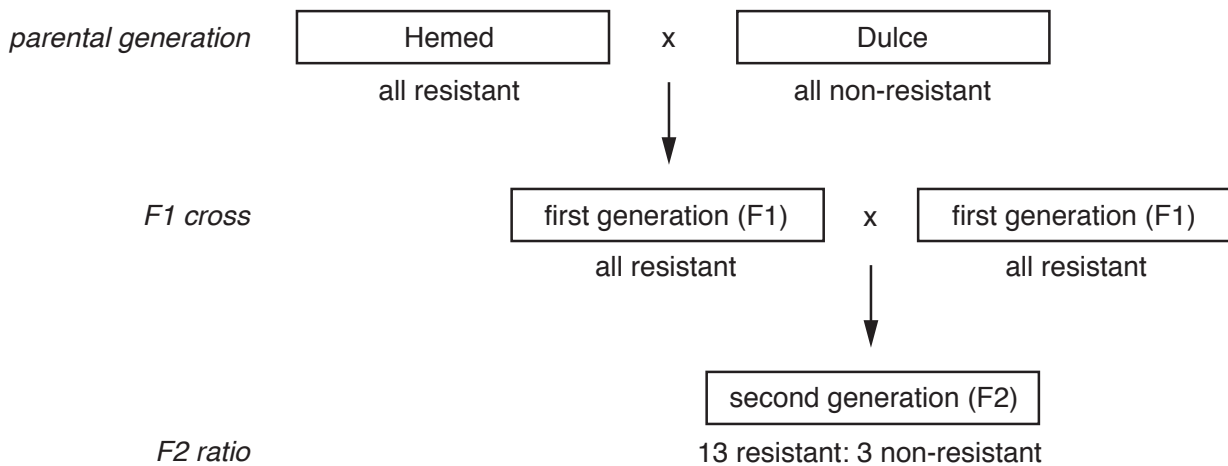 parental generation Hemed x Dulce
all resistant all non-resistant
F1 cross first generation (F1) x first generation (F1)
all resistant all resistant
second generation (F2)
F2 ratio 13 resistant: 3 non-resistant